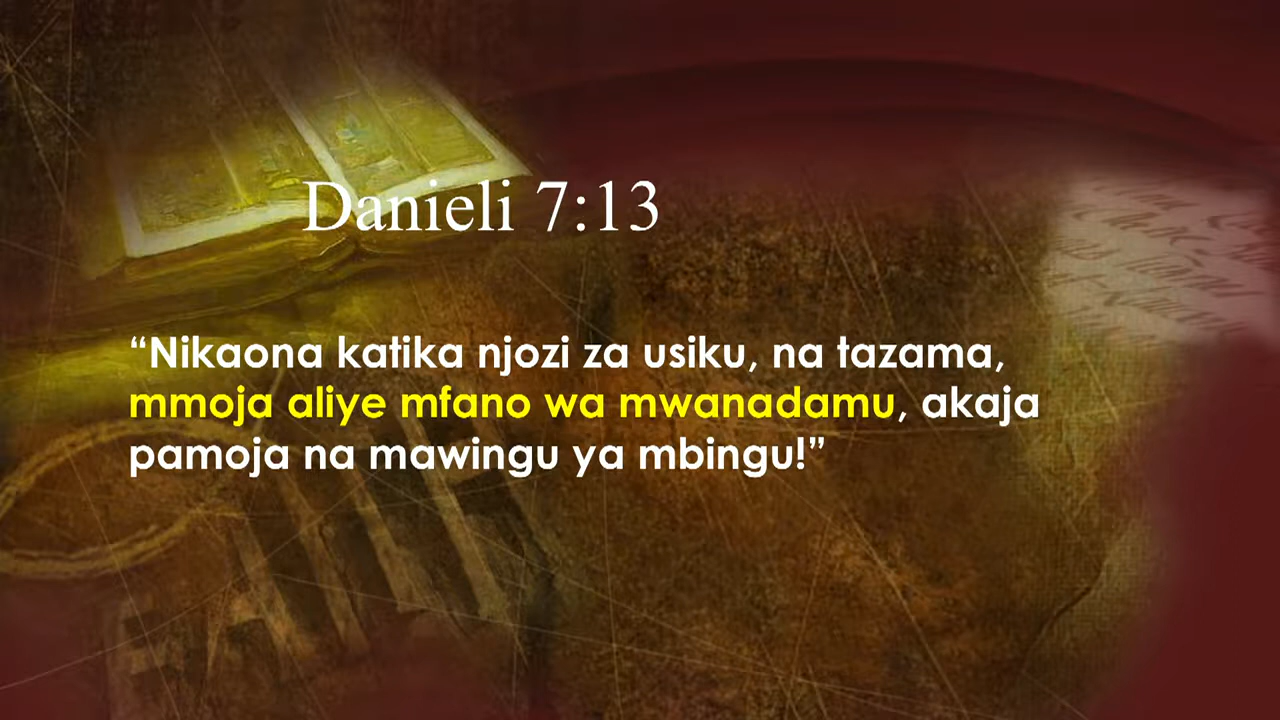 Danieli 7:13
“Nikaona katika njozi za usiku, na tazama,
mmoja aliye mfano wa mwanadamu, akaja
pamoja na mawingu ya mbingu!”